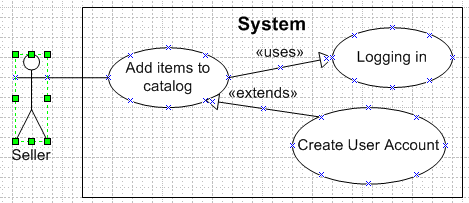 System
«uses»
Logging in
Add items to
catalog
«extends»
Create User Account
Seller